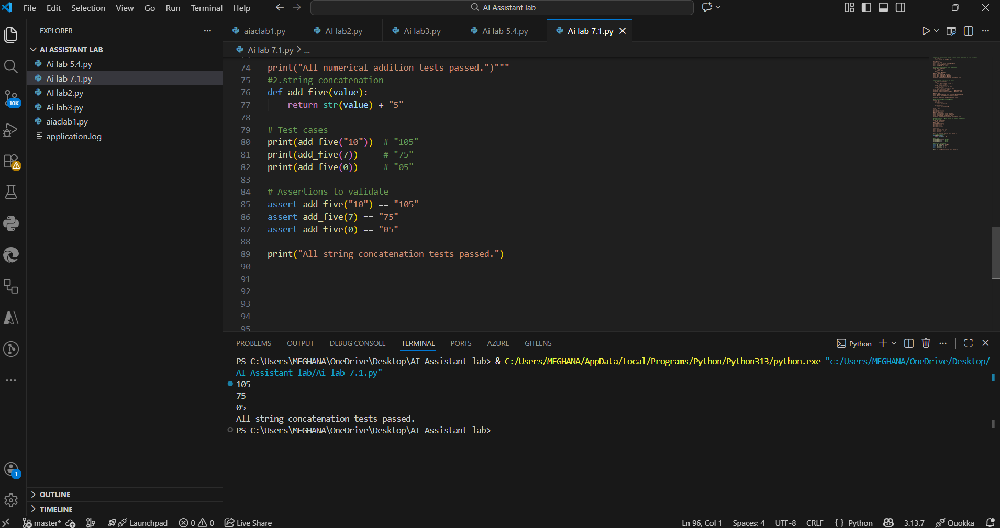 File Edit Selection View Go Run Terminal Help
AI Assistant lab
EXPLORER
AI ASSISTANT LAB
Ai lab 5.4.py
Ai lab 7.1.py
AI lab2.py
Ai lab3.py
aiaclab1.py
application.log
10K
1
OUTLINE
TIMELINE
aiaclab1.py AI lab2.py Ai lab3.py Ai lab 5.4.py Ai lab 7.1.py
Ai lab 7.1.py > ...
74 print("All numerical addition tests passed.")"""
75 #2.string concatenation
76 def add_five(value):
77     return str(value) + "5"
78
79 # Test cases
80 print(add_five("10"))  # "105"
81 print(add_five(7))     # "75"
82 print(add_five(0))     # "05"
83
84 # Assertions to validate
85 assert add_five("10") == "105"
86 assert add_five(7) == "75"
87 assert add_five(0) == "05"
88
89 print("All string concatenation tests passed.")
90
91
92
93
94
95
PROBLEMS OUTPUT DEBUG CONSOLE TERMINAL PORTS AZURE GITLENS
Python
PS C:\Users\MEGHANA\OneDrive\Desktop\AI Assistant lab> & C:/Users/MEGHANA/AppData/Local/Programs/Python/Python313/python.exe "c:/Users/MEGHANA/OneDrive/Desktop/
AI Assistant lab/Ai lab 7.1.py"
105
75
05
All string concatenation tests passed.
PS C:\Users\MEGHANA\OneDrive\Desktop\AI Assistant lab>
master* Launchpad 0 0 Live Share Ln 96, Col 1 Spaces: 4 UTF-8 CRLF { } Python 3.13.7 Quokka